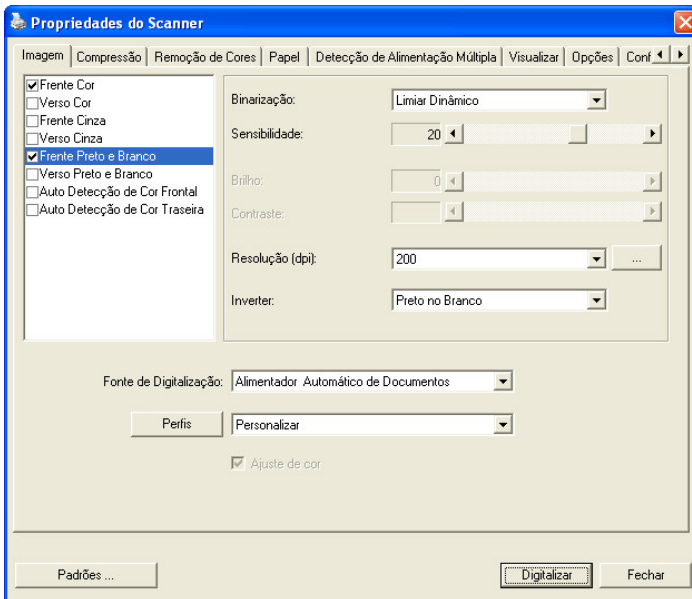 Propriedades do Scanner
Imagem Compressão Remoção de Cores Papel Detecção de Alimentação Múltipla Visualizar Opções Conf
Frente Cor
Verso Cor
Frente Cinza
Verso Cinza
Frente Preto e Branco
Verso Preto e Branco
Auto Detecção de Cor Frontal
Auto Detecção de Cor Traseira
Binarização: Limiar Dinâmico
Sensibilidade: 20
Brilho: 0
Contraste:
Resolução (dpi): 200 ...
Inverter: Preto no Branco
Fonte de Digitalização: Alimentador Automático de Documentos
Perfis Personalizar
Ajuste de cor
Padrões ... Digitalizar Fechar